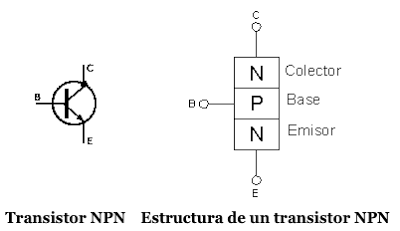 C
B
E
C
N Colector
B P Base
N Emisor
E
Transistor NPN Estructura de un transistor NPN